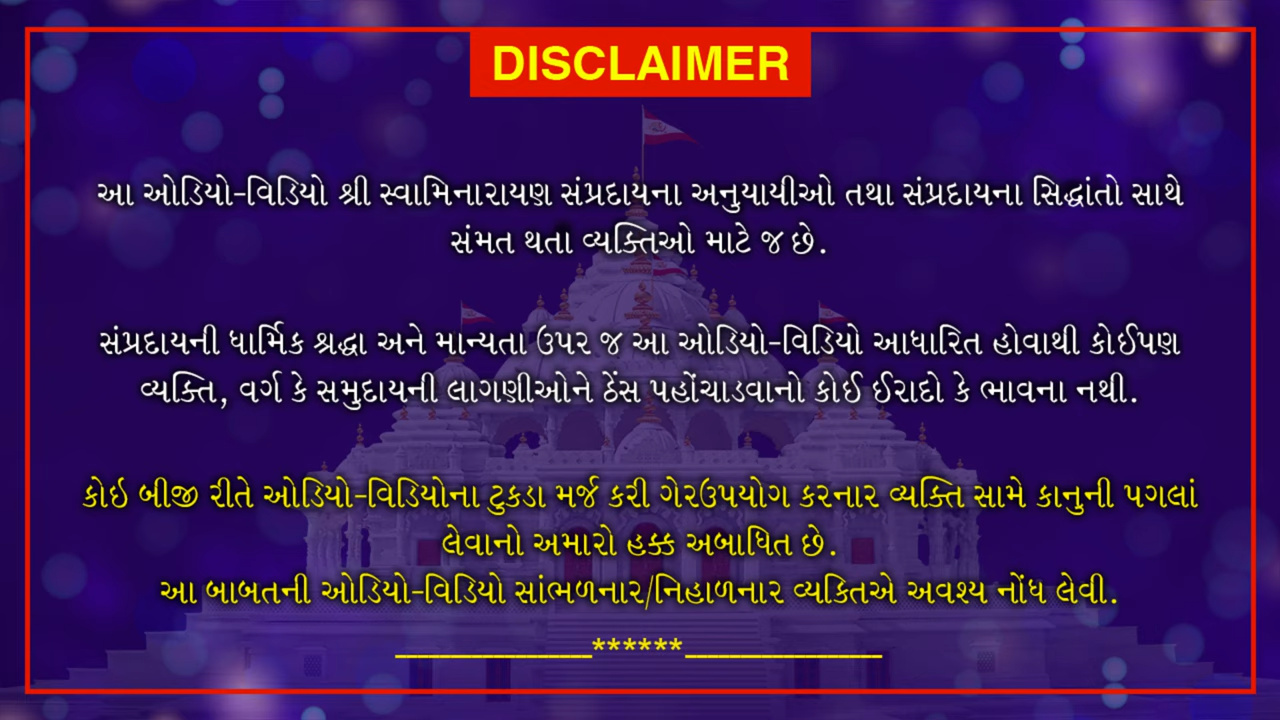 DISCLAIMER
આ ઓડિયો-વિડિયો શ્રી સ્વામિનારાયણ સંપ્રદાયના અનુયાયીઓ તથા સંપ્રદાયના સિદ્ધાંતો સાથે
સંમત થતા વ્યક્તિઓ માટે જ છે.
સંપ્રદાયની ધાર્મિક શ્રદ્ધા અને માન્યતા ઉપર જ આ ઓડિયો-વિડિયો આધારિત હોવાથી કોઈપણ
વ્યક્તિ, વર્ગ કે સમુદાયની લાગણીઓને ઠેંસ પહોંચાડવાનો કોઈ ઈરાદો કે ભાવના નથી.
કોઇ બીજી રીતે ઓડિયો-વિડિયોના ટુકડા મર્જ કરી ગેરઉપયોગ કરનાર વ્યક્તિ સામે કાનુની પગલાં
લેવાનો અમારો હક્ક અબાધિત છે.
આ બાબતની ઓડિયો-વિડિયો સાંભળનાર/નિહાળનાર વ્યકિતએ અવશ્ય નોંધ લેવી.
________________******________________